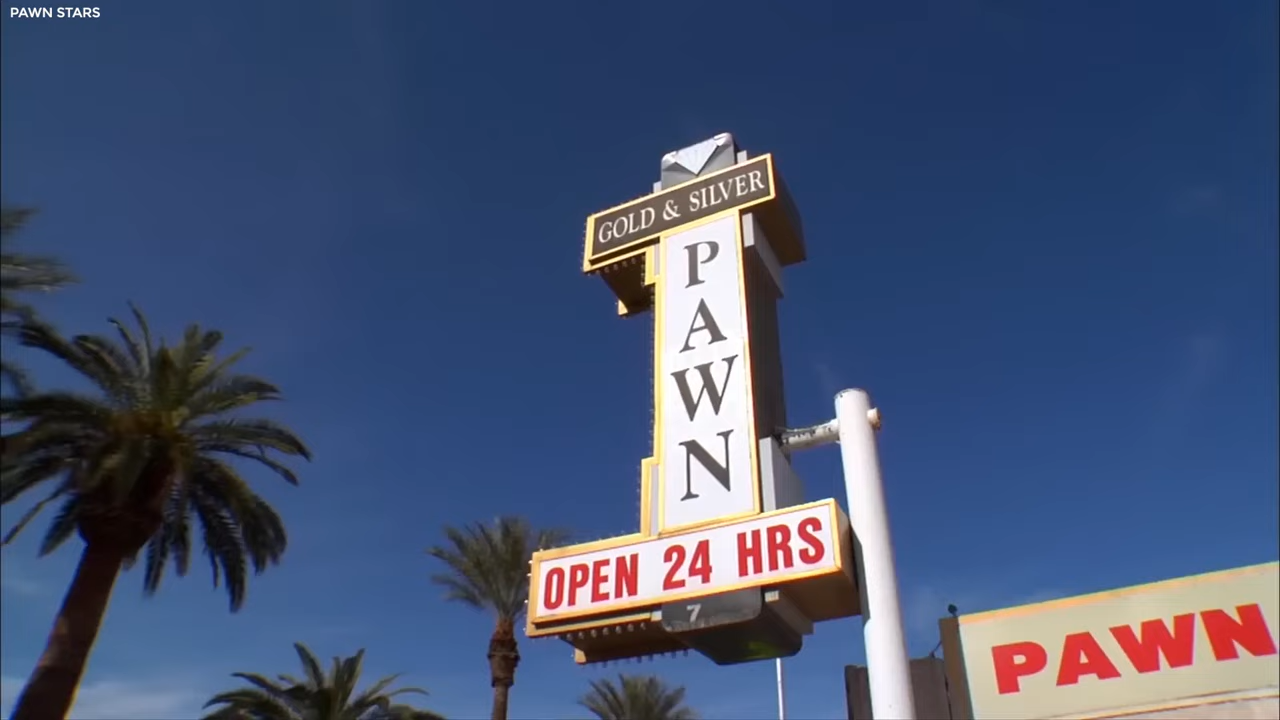 PAWN STARS
GOLD & SILVER
PAWN
OPEN 24 HRS
7
PAWN